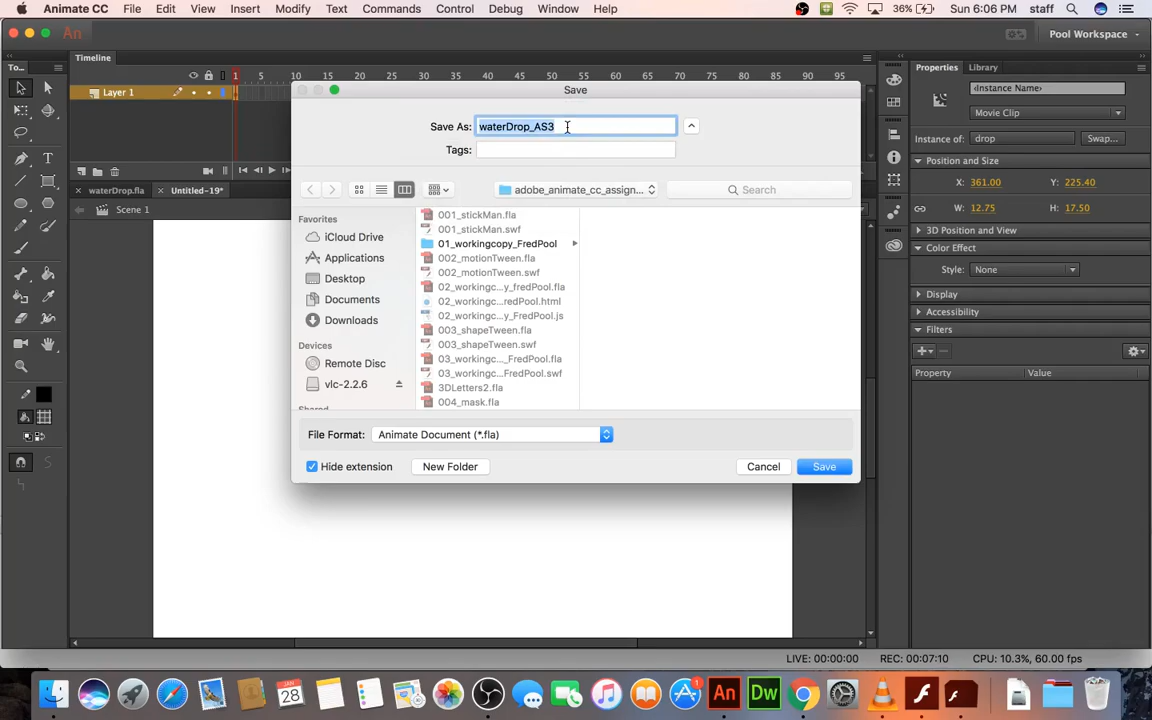 Animate CC File Edit View Insert Modify Text Commands Control Debug Window Help 36% Sun 6:06 PM staff
An Pool Workspace
Timeline
To... Properties Library
1 5 10 15 20 25 30 35 40 45 50 55 60 65 70 75 80 85 90 95
Layer 1
<Instance Name>
Movie Clip
Instance of: drop Swap...
Position and Size
X: 361.00 Y: 225.40
W: 12.75 H: 17.50
3D Position and View
Color Effect
Style: None
Display
Accessibility
Filters
Property Value
waterDrop.fla Untitled-19*
Scene 1
Save
Save As: waterDrop_AS3
Tags:
adobe_animate_cc_assign... Search
Favorites
iCloud Drive
Applications
Desktop
Documents
Downloads
Devices
Remote Disc
vlc-2.2.6
Shared
001_stickMan.fla
001_stickMan.swf
01_workingcopy_FredPool
002_motionTween.fla
002_motionTween.swf
02_workingc...y_fredPool.fla
02_workingc...redPool.html
02_workingc...y_FredPool.js
003_shapeTween.fla
003_shapeTween.swf
03_workingc..._FredPool.fla
03_workingc...FredPool.swf
3DLetters2.fla
004_mask.fla
File Format: Animate Document (*.fla)
Hide extension New Folder Cancel Save
LIVE: 00:00:00 REC: 00:07:10 CPU: 10.3%, 60.00 fps
28 1 An Dw